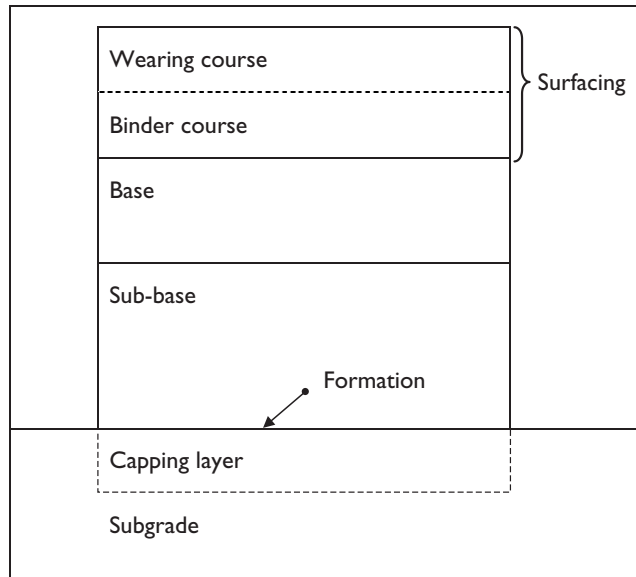 Wearing course
Surfacing
Binder course
Base
Sub-base
Formation
Capping layer
Subgrade